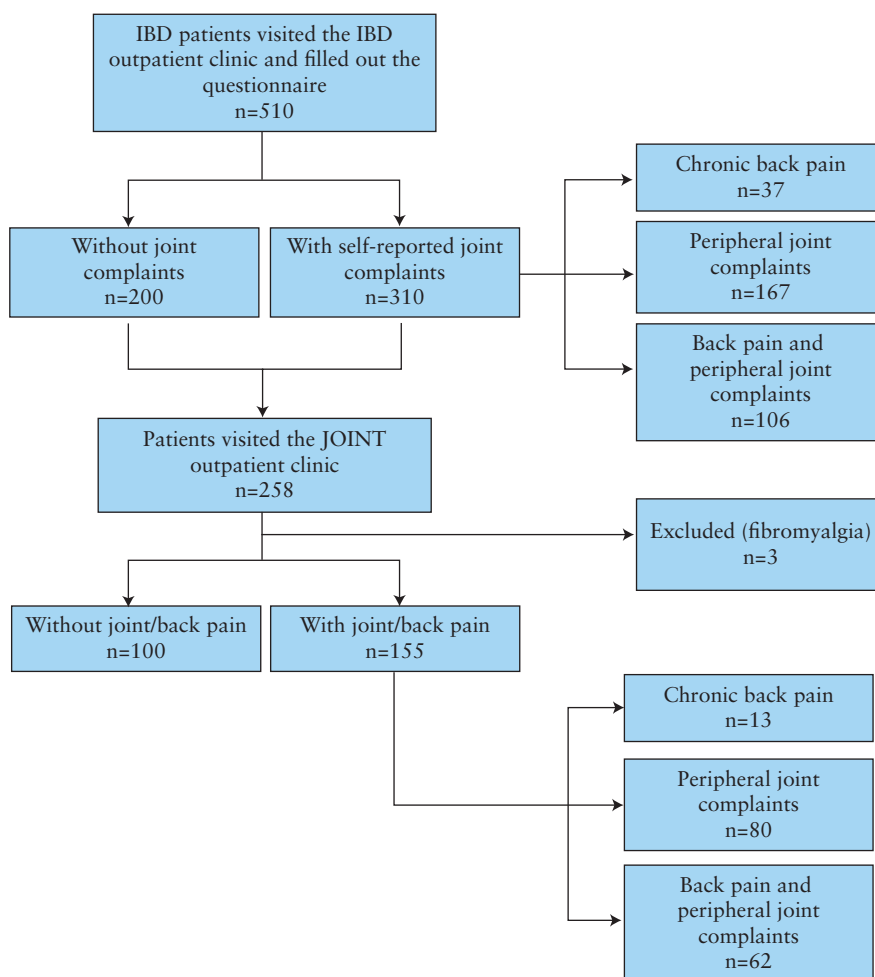 IBD patients visited the IBD
outpatient clinic and filled out the
questionnaire
n=510
Without joint
complaints
n=200
With self-reported joint
complaints
n=310
Chronic back pain
n=37
Peripheral joint
complaints
n=167
Back pain and
peripheral joint
complaints
n=106
Patients visited the JOINT
outpatient clinic
n=258
Excluded (fibromyalgia)
n=3
Without joint/back pain
n=100
With joint/back pain
n=155
Chronic back pain
n=13
Peripheral joint
complaints
n=80
Back pain and
peripheral joint
complaints
n=62